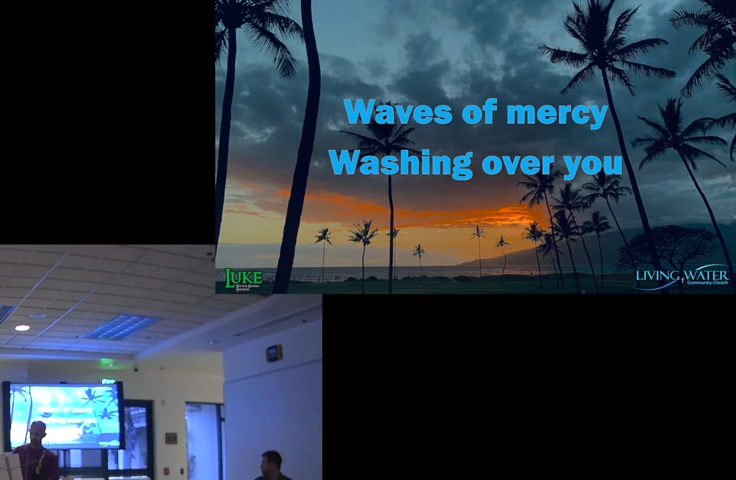 Waves of mercy
Washing over you
LUKE
LIVING WATER
Community Church